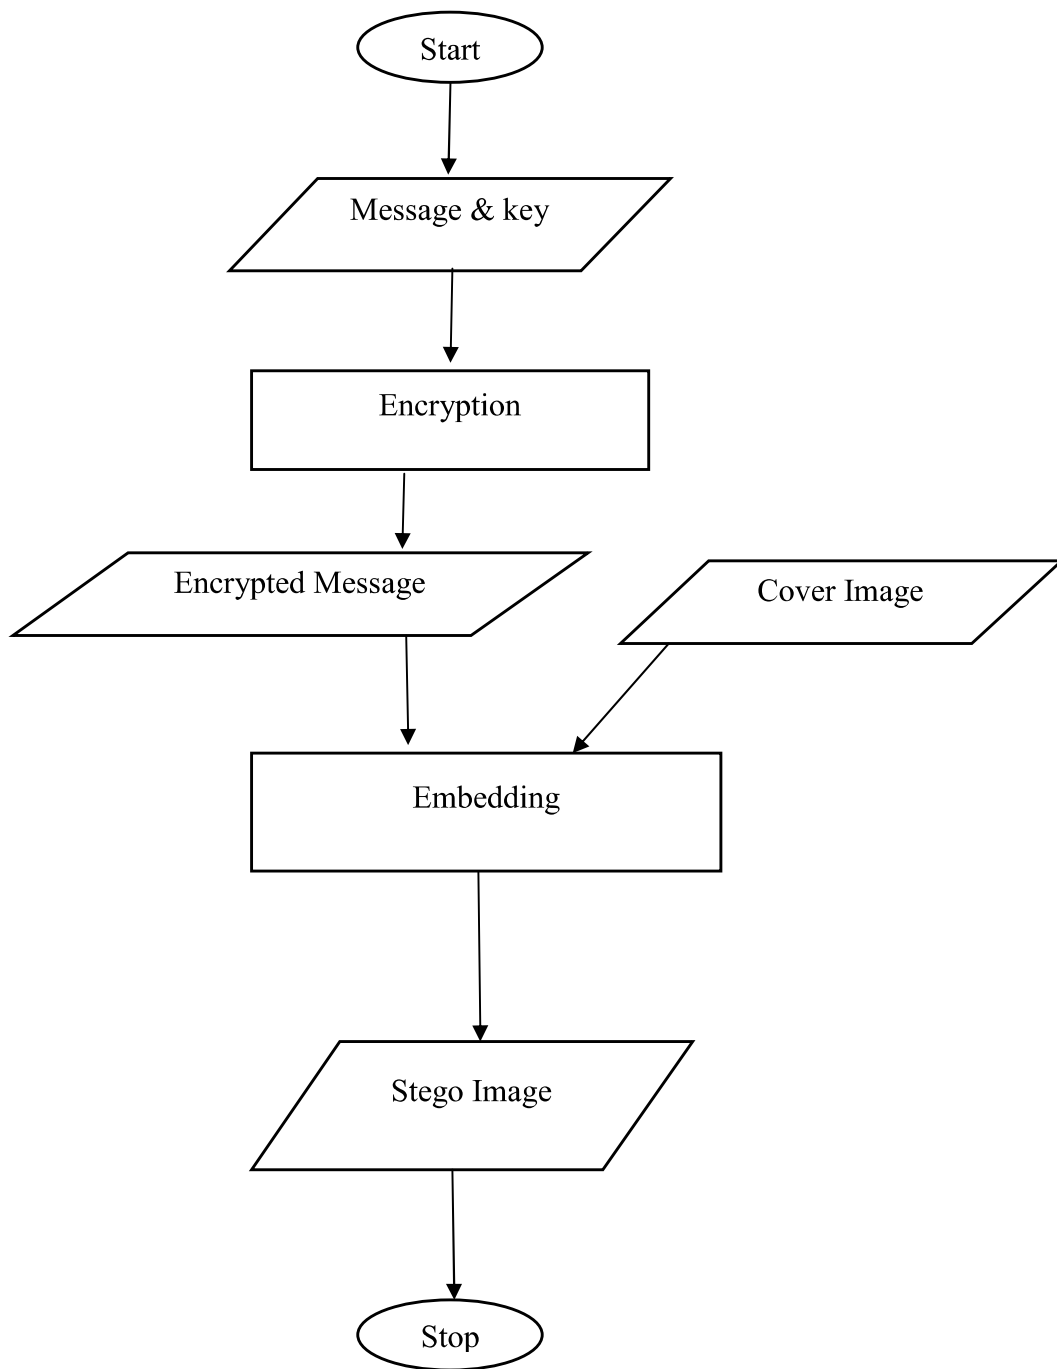 Start
Message & key
Encryption
Encrypted Message
Cover Image
Embedding
Stego Image
Stop